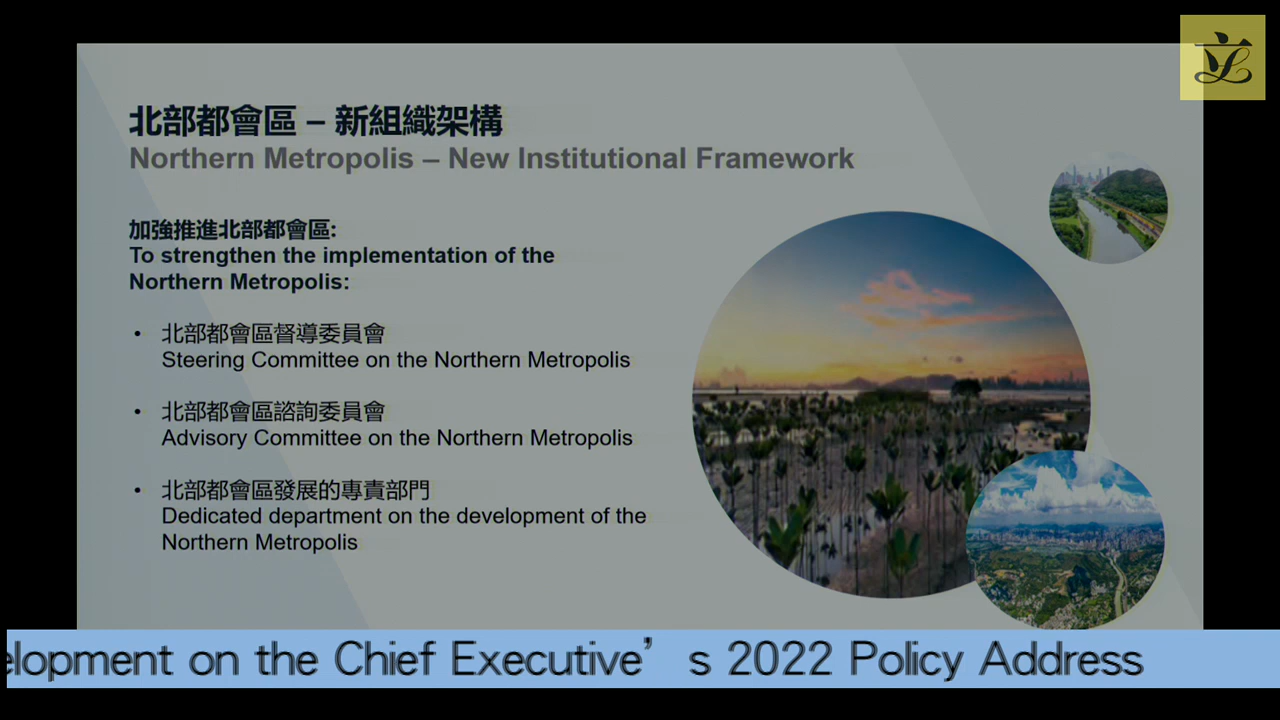 立
北部都會區 – 新組織架構
Northern Metropolis – New Institutional Framework
加強推進北部都會區:
To strengthen the implementation of the
Northern Metropolis:
• 北部都會區督導委員會
Steering Committee on the Northern Metropolis
• 北部都會區諮詢委員會
Advisory Committee on the Northern Metropolis
• 北部都會區發展的專責部門
Dedicated department on the development of the
Northern Metropolis
elopment on the Chief Executive’s 2022 Policy Address